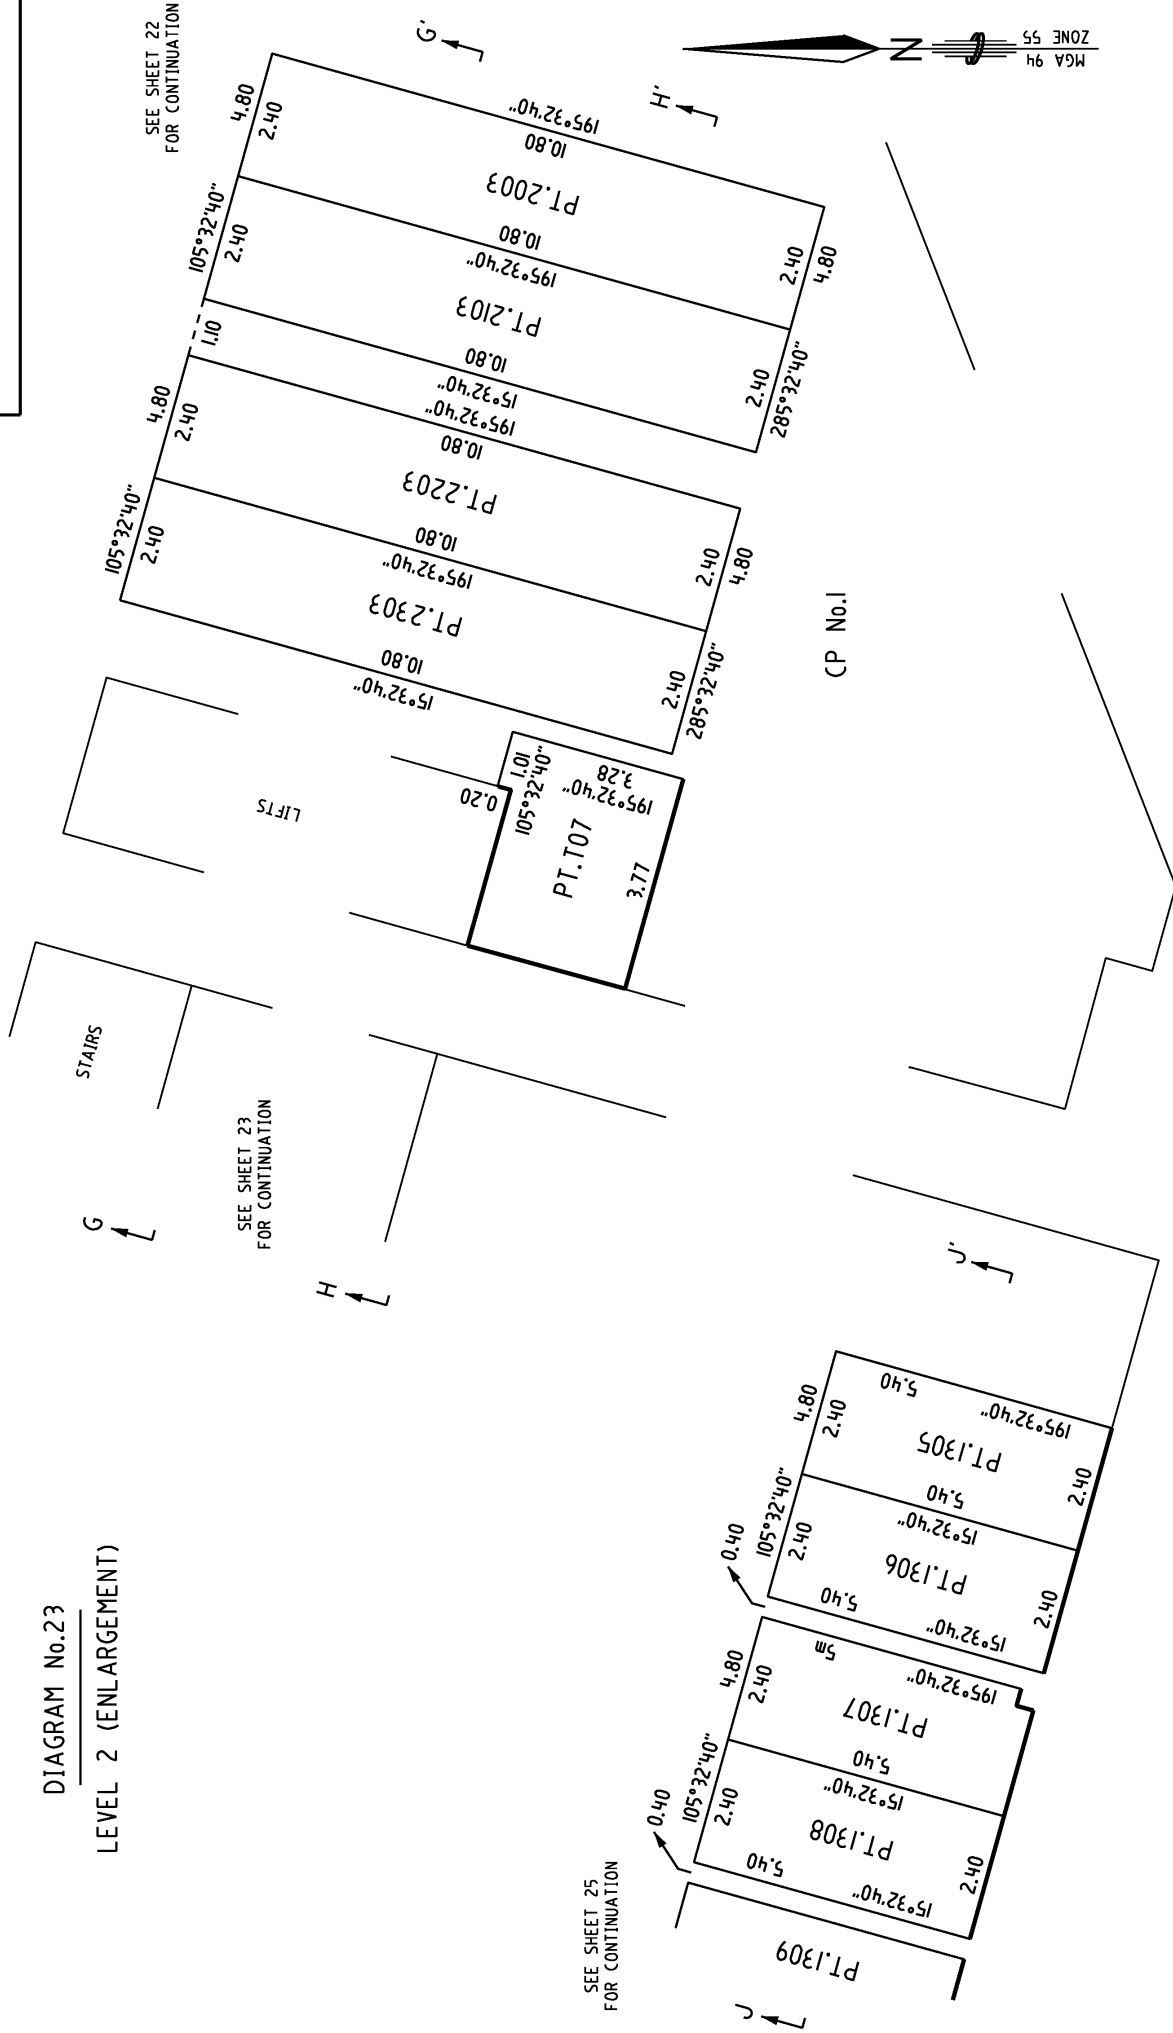 DIAGRAM No.23
LEVEL 2 (ENLARGEMENT)
SEE SHEET 22
FOR CONTINUATION
MGA 94
ZONE 55
N
G'
H'
4.80
2.40
105°32'40"
2.40
195°32'40"
10.80
PT.2003
10.80
195°32'40"
PT.2103
10.80
15°32'40"
2.40
4.80
2.40
285°32'40"
1.10
4.80
2.40
105°32'40"
2.40
195°32'40"
10.80
PT.2203
10.80
195°32'40"
PT.2303
10.80
15°32'40"
2.40
4.80
2.40
285°32'40"
CP No.1
LIFTS
0.20
1.01
105°32'40"
3.28
195°32'40"
PT.T07
3.77
STAIRS
SEE SHEET 23
FOR CONTINUATION
G
H
J'
4.80
2.40
105°32'40"
2.40
5.40
195°32'40"
PT.1305
5.40
15°32'40"
PT.1306
5.40
15°32'40"
2.40
2.40
0.40
4.80
2.40
105°32'40"
2.40
5m
195°32'40"
PT.1307
5.40
15°32'40"
PT.1308
5.40
15°32'40"
2.40
0.40
SEE SHEET 25
FOR CONTINUATION
PT.1309
J